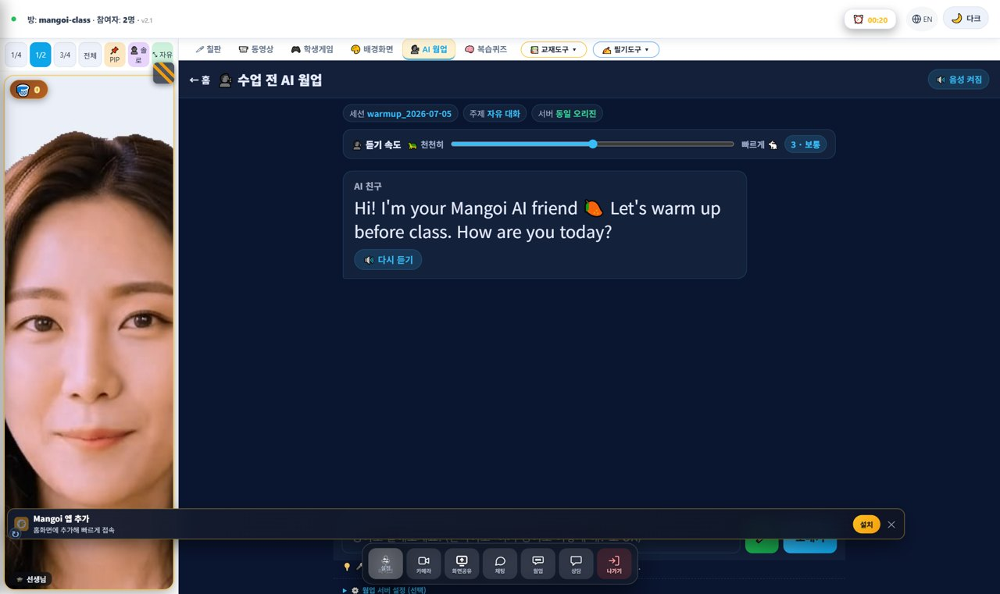 방: mangoi-class · 참여자: 2명 · v2.1
00:20
EN
다크
1/4
1/2
3/4
전체
PIP
솔로
자유
칠판
동영상
학생게임
배경화면
AI 웜업
복습퀴즈
교재도구 ▾
필기도구 ▾
← 홈
수업 전 AI 웜업
음성 켜짐
0
세션 warmup_2026-07-05
주제 자유 대화
서버 동일 오리진
듣기 속도
천천히
빠르게
3 · 보통
AI 친구
Hi! I'm your Mangoi AI friend 🥭 Let's warm up
before class. How are you today?
다시 듣기
Mangoi 앱 추가
홈화면에 추가해 빠르게 접속
설치
카메라
화면공유
채팅
웜업
상담
나가기
선생님
웜업 서버 설정 (선택)